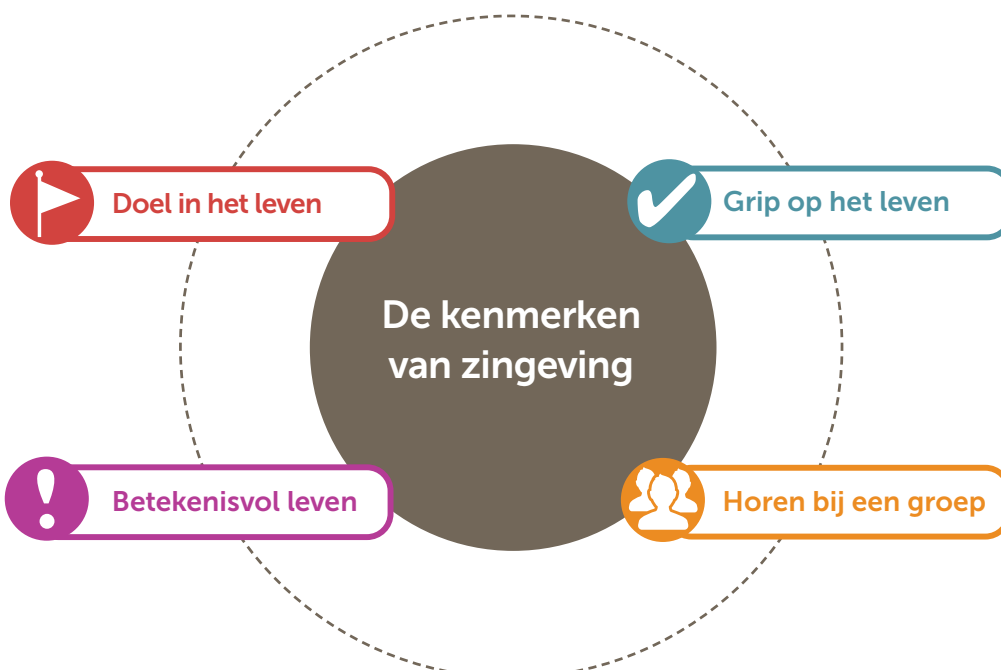 Doel in het leven
Grip op het leven
De kenmerken
van zingeving
Betekenisvol leven
Horen bij een groep